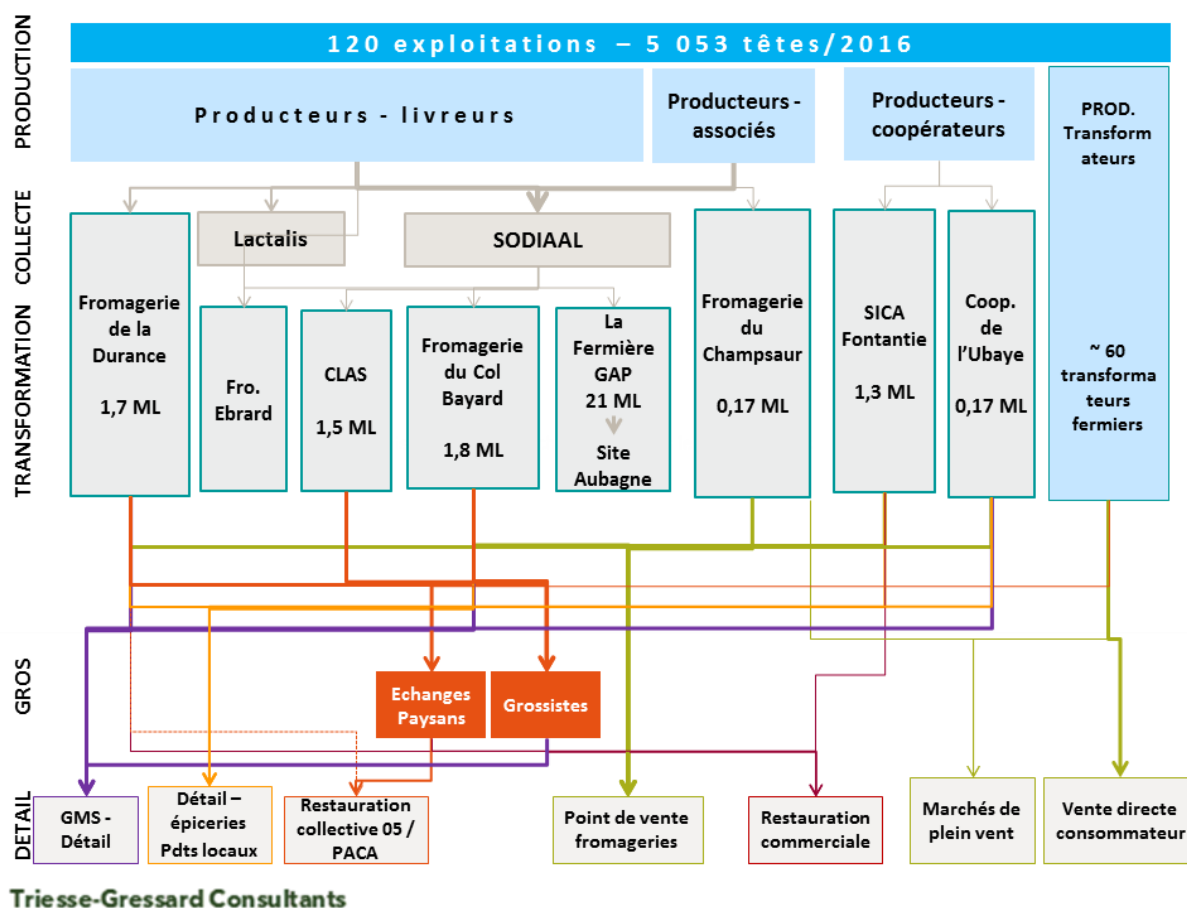 PRODUCTION
120 exploitations – 5 053 têtes/2016
Producteurs - livreurs
Producteurs -
associés
Producteurs -
coopérateurs
PROD.
Transform
ateurs
~ 60
transforma
teurs
fermiers
COLLECTE
Lactalis
SODIAAL
TRANSFORMATION
Fromagerie
de la
Durance
1,7 ML
Fro.
Ebrard
CLAS
1,5 ML
Fromagerie
du Col
Bayard
1,8 ML
La
Fermière
GAP
21 ML
Site
Aubagne
Fromagerie
du
Champsaur
0,17 ML
SICA
Fontantie
1,3 ML
Coop.
de
l’Ubaye
0,17 ML
GROS
Echanges
Paysans
Grossistes
DETAIL
GMS -
Détail
Détail –
épiceries
Pdts locaux
Restauration
collective 05 /
PACA
Point de vente
fromageries
Restauration
commerciale
Marchés de
plein vent
Vente directe
consommateur
Triesse-Gressard Consultants